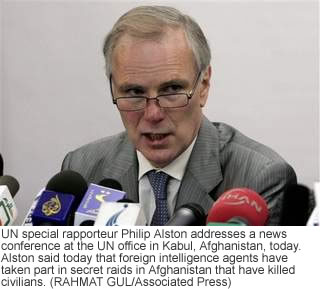 ARMAN
UN special rapporteur Philip Alston addresses a news
conference at the UN office in Kabul, Afghanistan, today.
Alston said today that foreign intelligence agents have
taken part in secret raids in Afghanistan that have killed
civilians. (RAHMAT GUL/Associated Press)